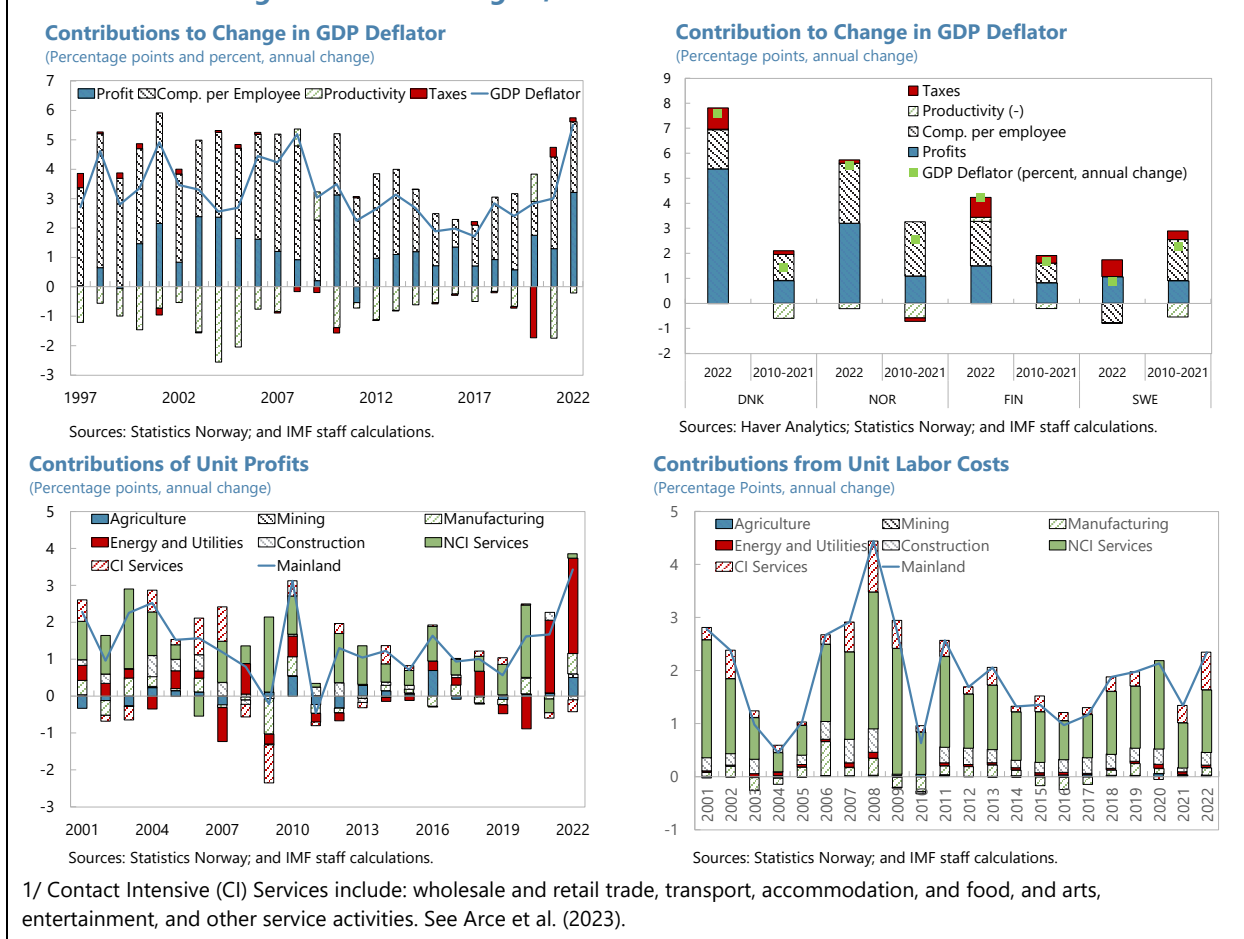 Contributions to Change in GDP Deflator
(Percentage points and percent, annual change)
7
6
5
4
3
2
1
0
-1
-2
-3
Profit Comp. per Employee Productivity Taxes GDP Deflator
1997 2002 2007 2012 2017 2022
Sources: Statistics Norway; and IMF staff calculations.
Contribution to Change in GDP Deflator
(Percentage points, annual change)
9
8
7
6
5
4
3
2
1
0
-1
-2
Taxes
Productivity (-)
Comp. per employee
Profits
GDP Deflator (percent, annual change)
2022 2010-2021 2022 2010-2021 2022 2010-2021 2022 2010-2021
DNK NOR FIN SWE
Sources: Haver Analytics; Statistics Norway; and IMF staff calculations.
Contributions of Unit Profits
(Percentage points, annual change)
5
4
3
2
1
0
-1
-2
-3
Agriculture Mining Manufacturing
Energy and Utilities Construction NCI Services
CI Services Mainland
2001 2004 2007 2010 2013 2016 2019 2022
Sources: Statistics Norway; and IMF staff calculations.
Contributions from Unit Labor Costs
(Percentage Points, annual change)
5
4
3
2
1
0
-1
Agriculture Mining Manufacturing
Energy and Utilities Construction NCI Services
CI Services Mainland
2001 2002 2003 2004 2005 2006 2007 2008 2009 2010 2011 2012 2013 2014 2015 2016 2017 2018 2019 2020 2021 2022
Sources: Statistics Norway; and IMF staff calculations.
1/ Contact Intensive (CI) Services include: wholesale and retail trade, transport, accommodation, and food, and arts,
entertainment, and other service activities. See Arce et al. (2023).